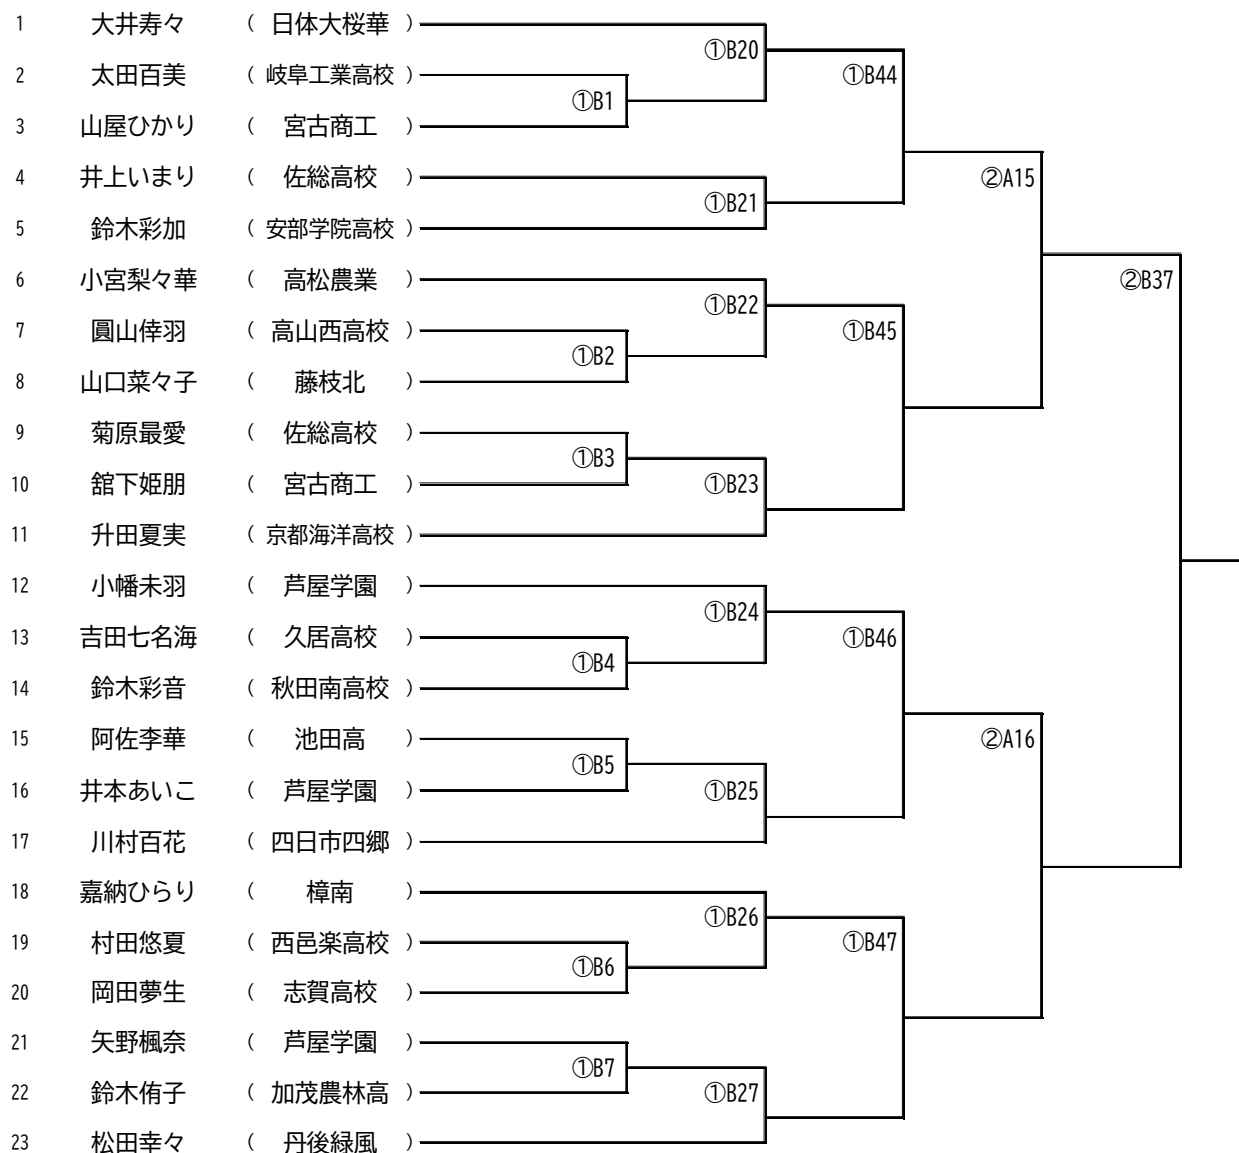 1 大井寿々 ( 日体大桜華 )
①B20
2 太田百美 ( 岐阜工業高校 ) ①B44
①B1
3 山屋ひかり ( 宮古商工 )
4 井上いまり ( 佐総高校 ) ②A15
①B21
5 鈴木彩加 ( 安部学院高校 )
6 小宮梨々華 ( 高松農業 ) ②B37
①B22
7 圓山倖羽 ( 高山西高校 ) ①B45
①B2
8 山口菜々子 ( 藤枝北 )
9 菊原最愛 ( 佐総高校 )
①B3
10 舘下姫朋 ( 宮古商工 ) ①B23
11 升田夏実 ( 京都海洋高校 )
12 小幡未羽 ( 芦屋学園 )
①B24
13 吉田七名海 ( 久居高校 ) ①B46
①B4
14 鈴木彩音 ( 秋田南高校 )
15 阿佐李華 ( 池田高 ) ②A16
①B5
16 井本あいこ ( 芦屋学園 ) ①B25
17 川村百花 ( 四日市四郷 )
18 嘉納ひらり ( 樟南 )
①B26
19 村田悠夏 ( 西邑楽高校 ) ①B47
①B6
20 岡田夢生 ( 志賀高校 )
21 矢野楓奈 ( 芦屋学園 )
①B7
22 鈴木侑子 ( 加茂農林高 ) ①B27
23 松田幸々 ( 丹後緑風 )